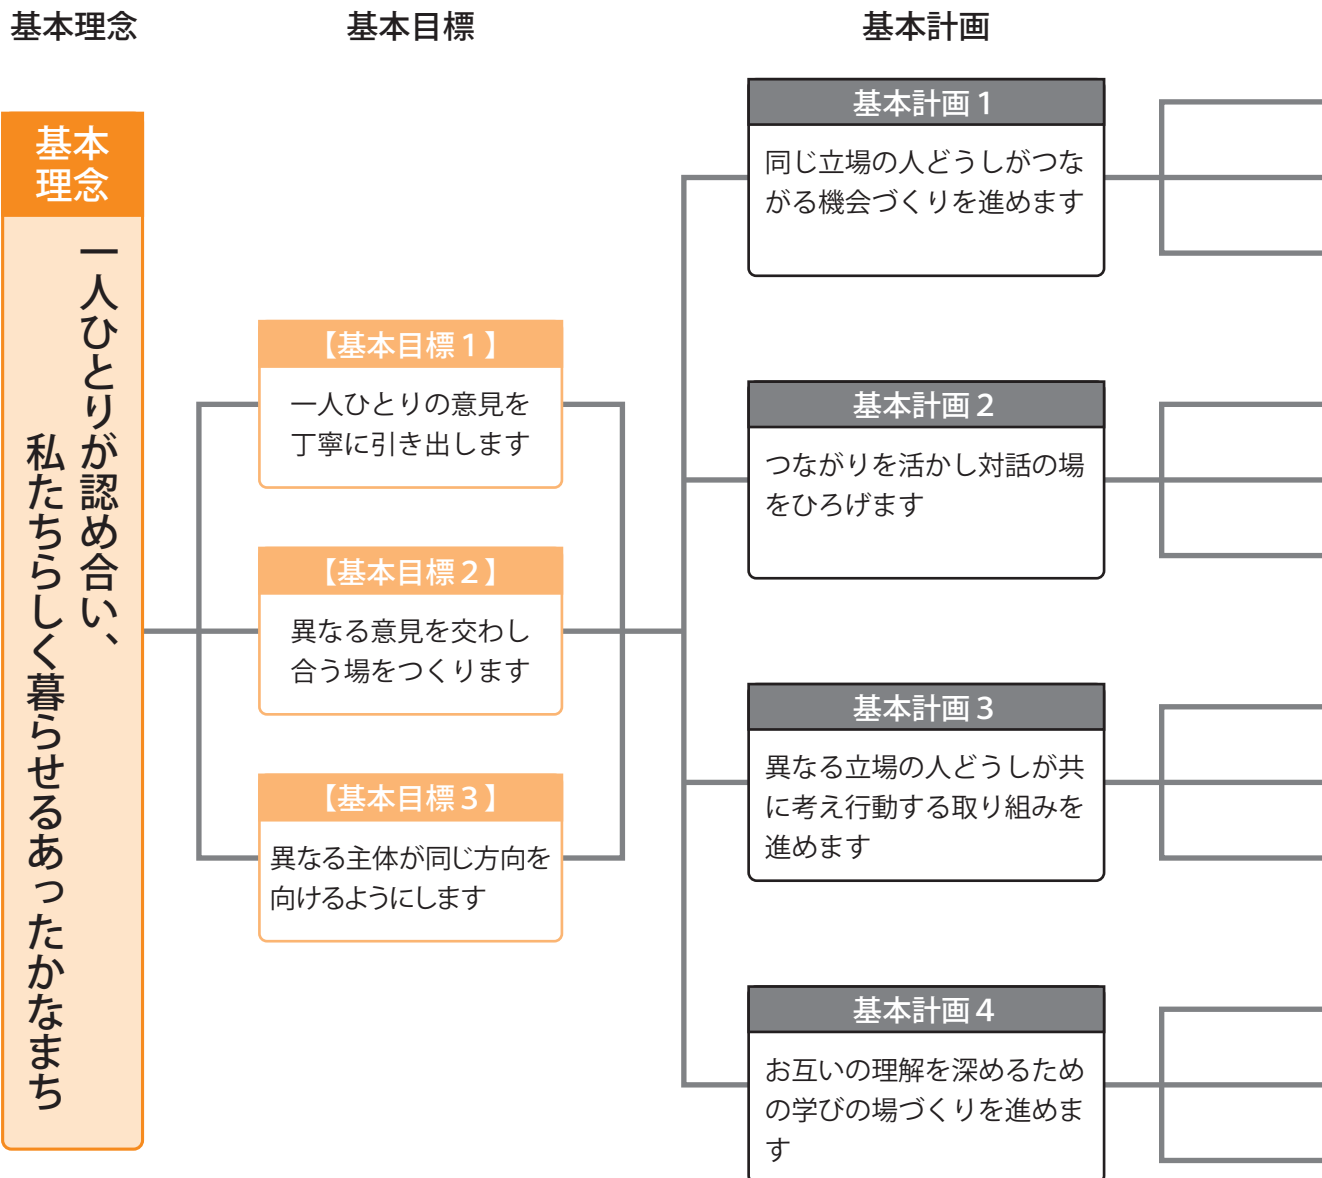 基本理念
基本目標
基本計画
基本
理念
一人ひとりが認め合い、
私たちらしく暮らせるあったかなまち
【基本目標１】
一人ひとりの意見を
丁寧に引き出します
【基本目標２】
異なる意見を交わし
合う場をつくります
【基本目標３】
異なる主体が同じ方向を
向けるようにします
基本計画１
同じ立場の人どうしがつな
がる機会づくりを進めます
基本計画２
つながりを活かし対話の場
をひろげます
基本計画３
異なる立場の人どうしが共
に考え行動する取り組みを
進めます
基本計画４
お互いの理解を深めるため
の学びの場づくりを進めま
す